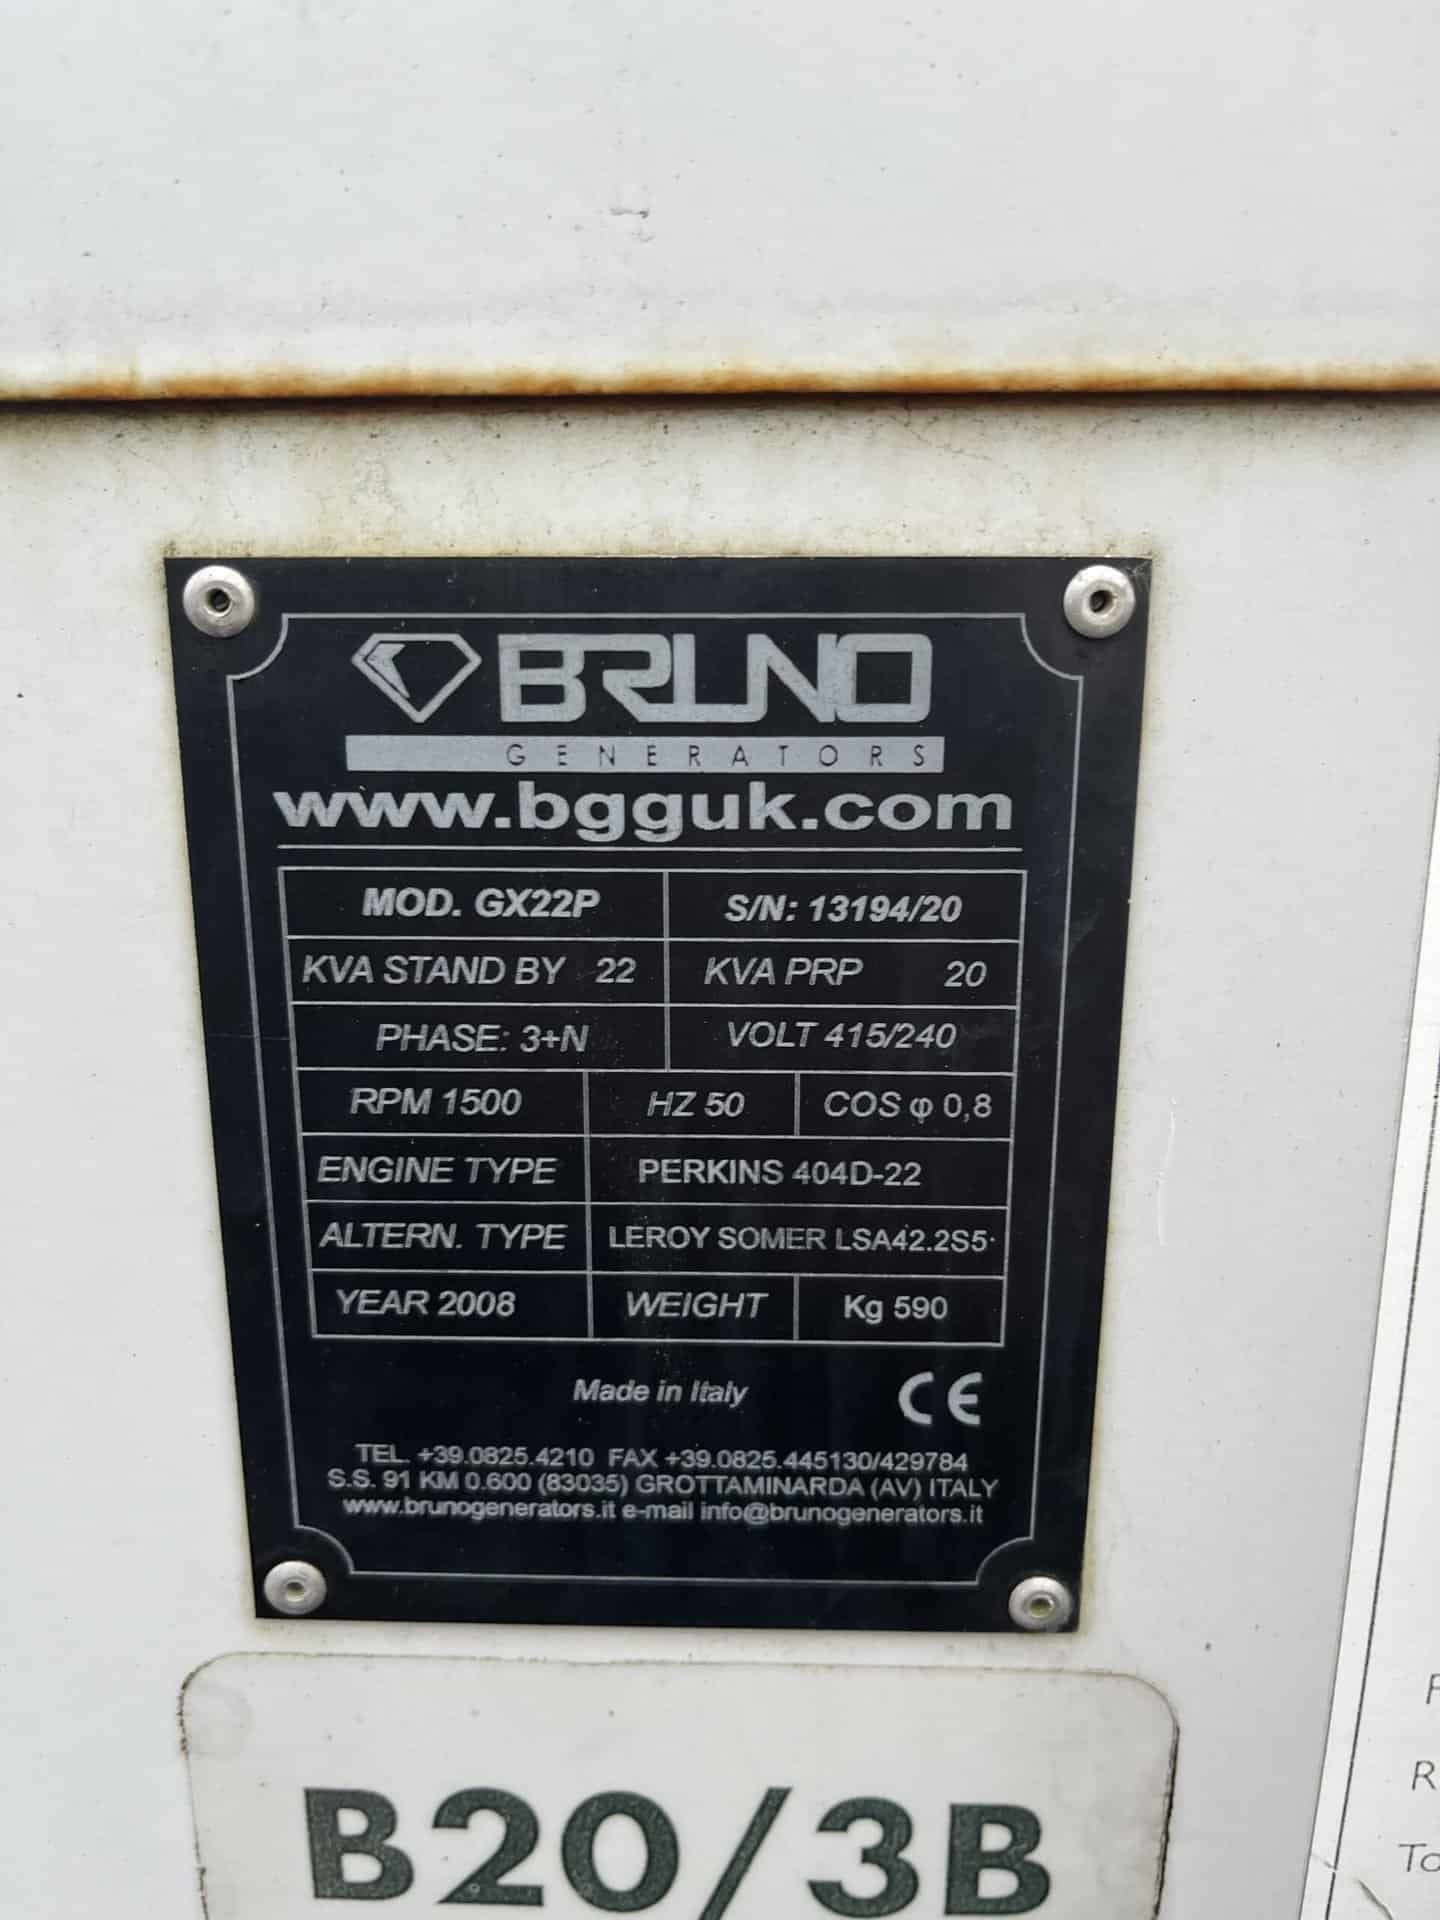 BRUNO
GENERATORS
www.bgguk.com
MOD. GX22P S/N: 13194/20
KVA STAND BY 22 KVA PRP 20
PHASE: 3+N VOLT 415/240
RPM 1500 HZ 50 COS φ 0,8
ENGINE TYPE PERKINS 404D-22
ALTERN. TYPE LEROY SOMER LSA42.2S5
YEAR 2008 WEIGHT Kg 590
Made in Italy CE
TEL. +39.0825.4210 FAX +39.0825.445130/429784
S.S. 91 KM 0.600 (83035) GROTTAMINARDA (AV) ITALY
www.brunogenerators.it e-mail info@brunogenerators.it
B20/3B